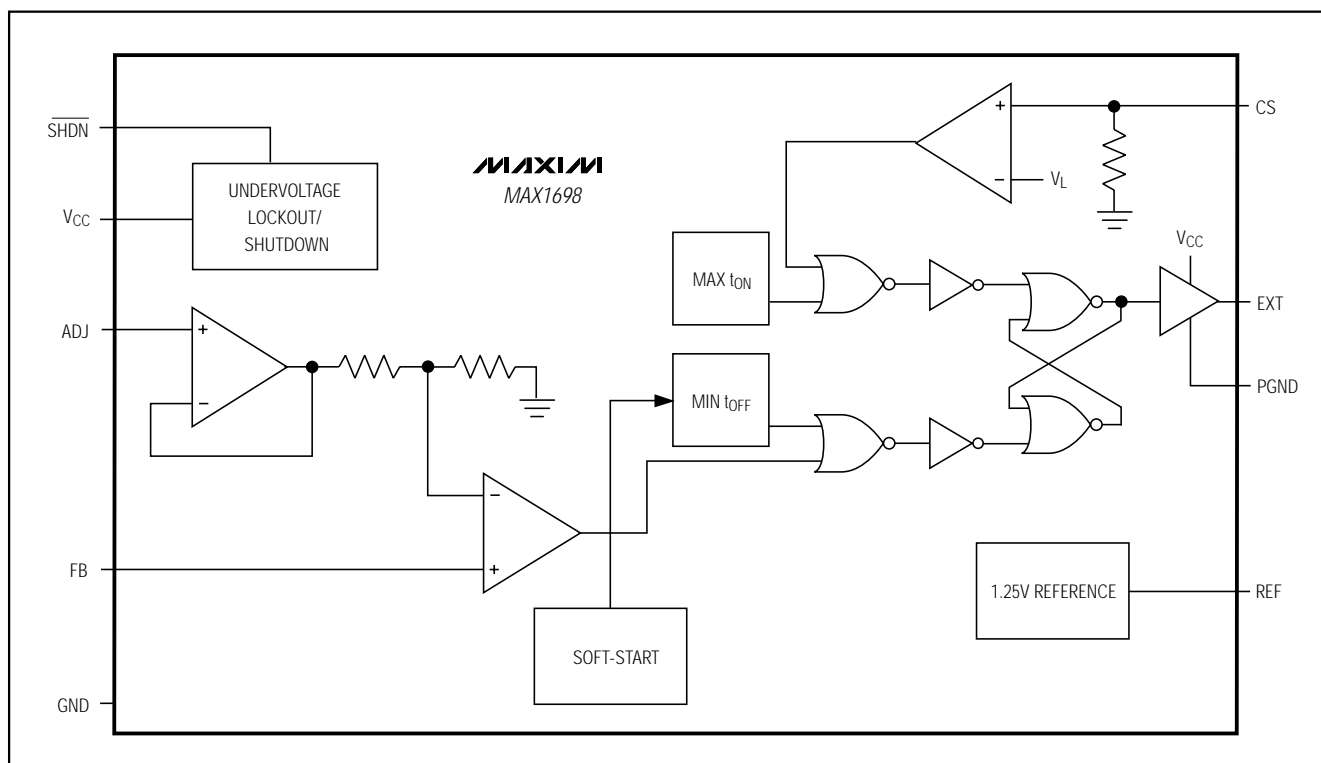 SHDN
VCC
ADJ
FB
GND
UNDERVOLTAGE
LOCKOUT/
SHUTDOWN
MAXIM
MAX1698
+
−
−
+
SOFT-START
MAX tON
MIN tOFF
+
−
VL
VCC
1.25V REFERENCE
CS
EXT
PGND
REF